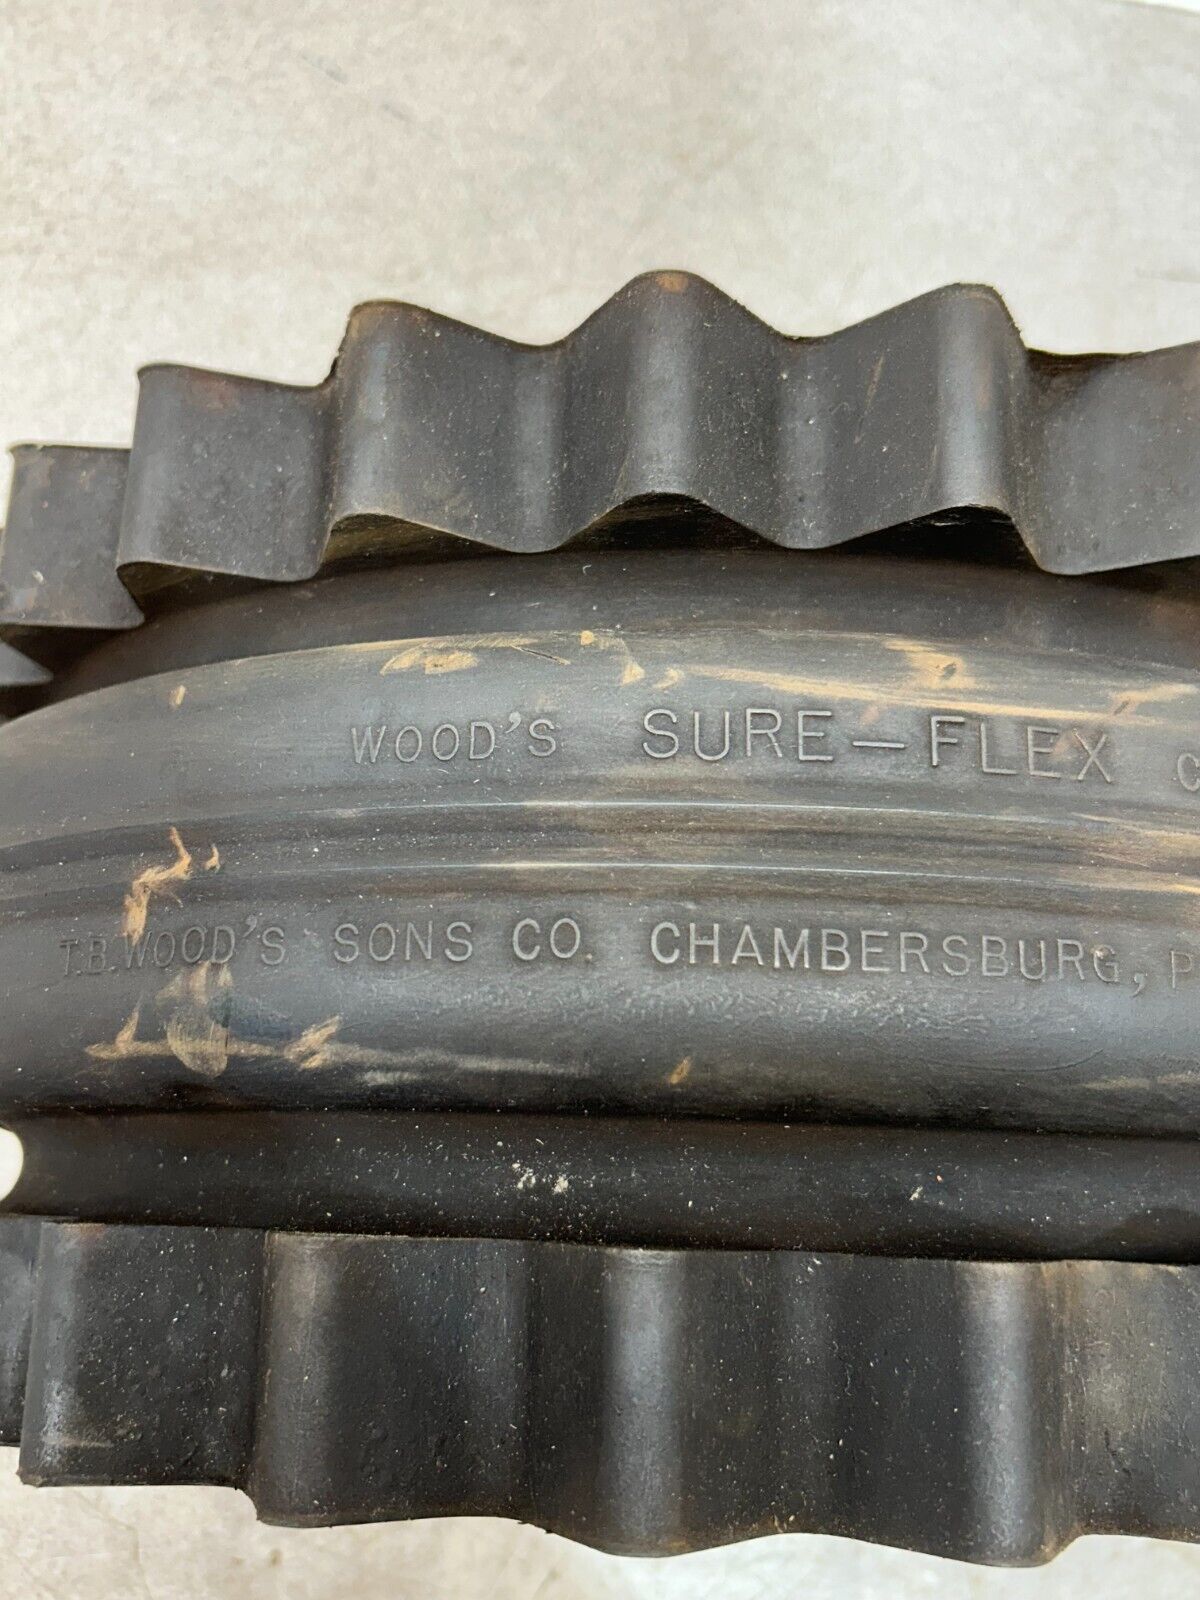 WOOD'S SURE-FLEX C
T.B. WOOD'S SONS CO. CHAMBERSBURG, P